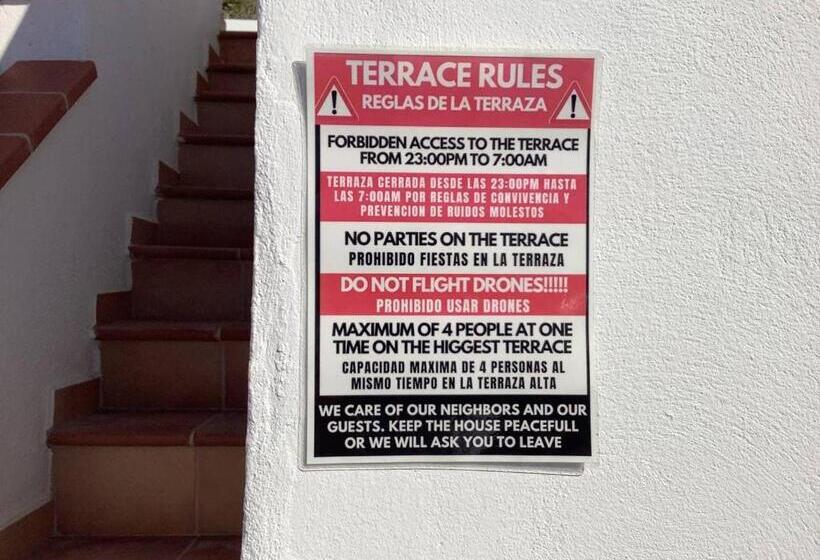 TERRACE RULES
REGLAS DE LA TERRAZA
FORBIDDEN ACCESS TO THE TERRACE
FROM 23:00PM TO 7:00AM
TERRAZA CERRADA DESDE LAS 23:00PM HASTA
LAS 7:00AM POR REGLAS DE CONVIVENCIA Y
PREVENCION DE RUIDOS MOLESTOS
NO PARTIES ON THE TERRACE
PROHIBIDO FIESTAS EN LA TERRAZA
DO NOT FLIGHT DRONES!!!!!
PROHIBIDO USAR DRONES
MAXIMUM OF 4 PEOPLE AT ONE
TIME ON THE HIGGEST TERRACE
CAPACIDAD MAXIMA DE 4 PERSONAS AL
MISMO TIEMPO EN LA TERRAZA ALTA
WE CARE OF OUR NEIGHBORS AND OUR
GUESTS. KEEP THE HOUSE PEACEFULL
OR WE WILL ASK YOU TO LEAVE